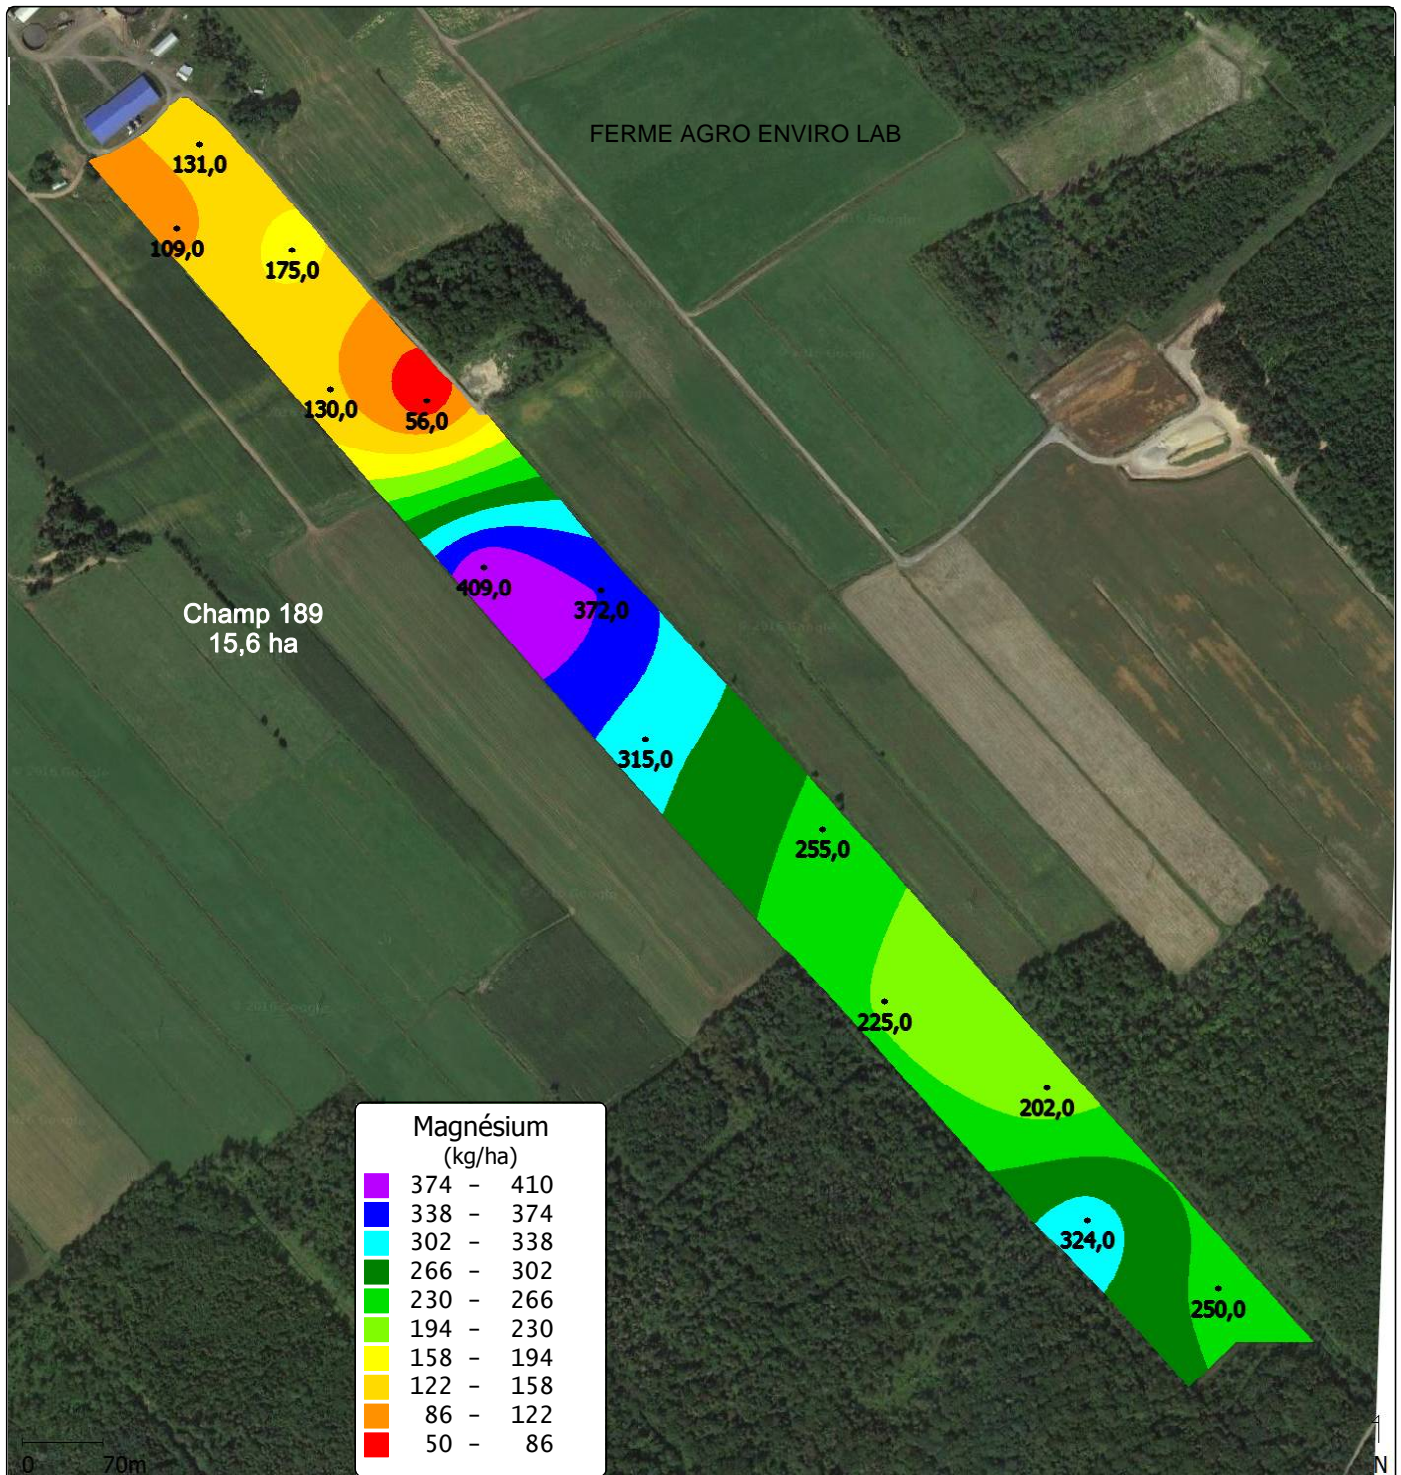 FERME AGRO ENVIRO LAB
131,0
109,0
175,0
130,0
56,0
409,0
372,0
Champ 189
15,6 ha
315,0
255,0
225,0
202,0
324,0
250,0
Magnésium
(kg/ha)
374 - 410
338 - 374
302 - 338
266 - 302
230 - 266
194 - 230
158 - 194
122 - 158
86 - 122
50 - 86
0 70m
N